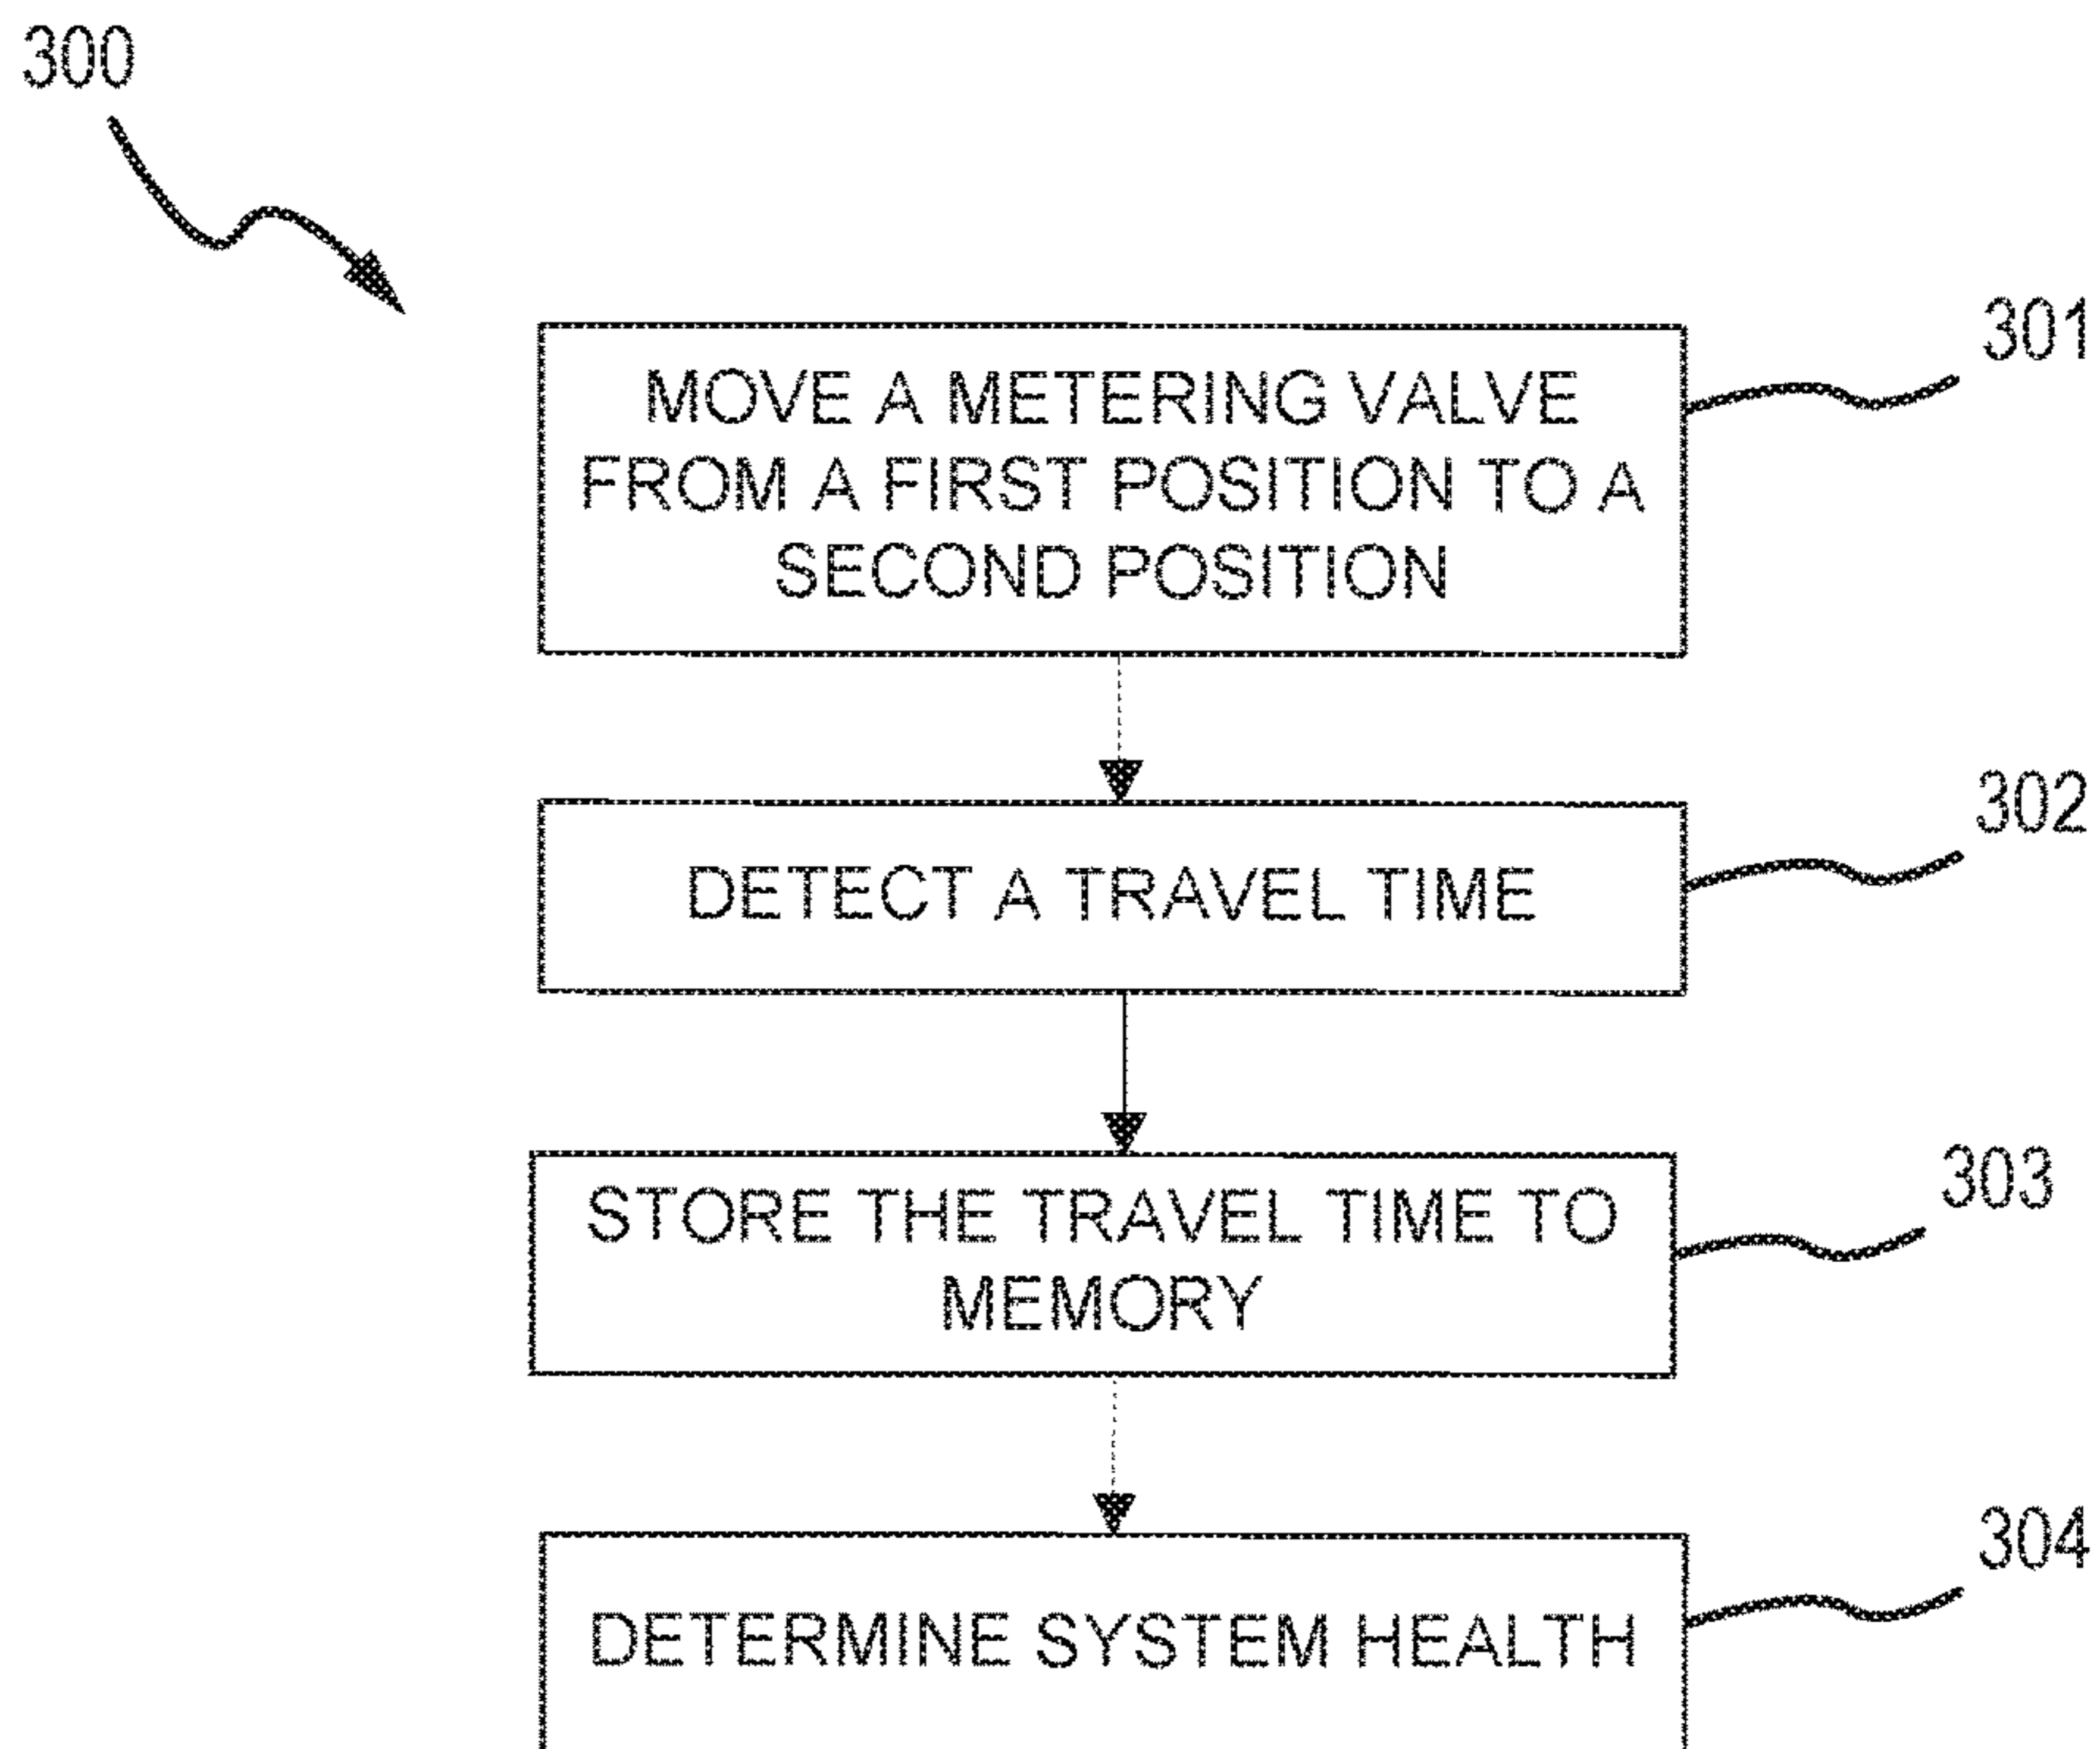 300
MOVE A METERING VALVE
FROM A FIRST POSITION TO A
SECOND POSITION
301
DETECT A TRAVEL TIME
302
STORE THE TRAVEL TIME TO
MEMORY
303
DETERMINE SYSTEM HEALTH
304